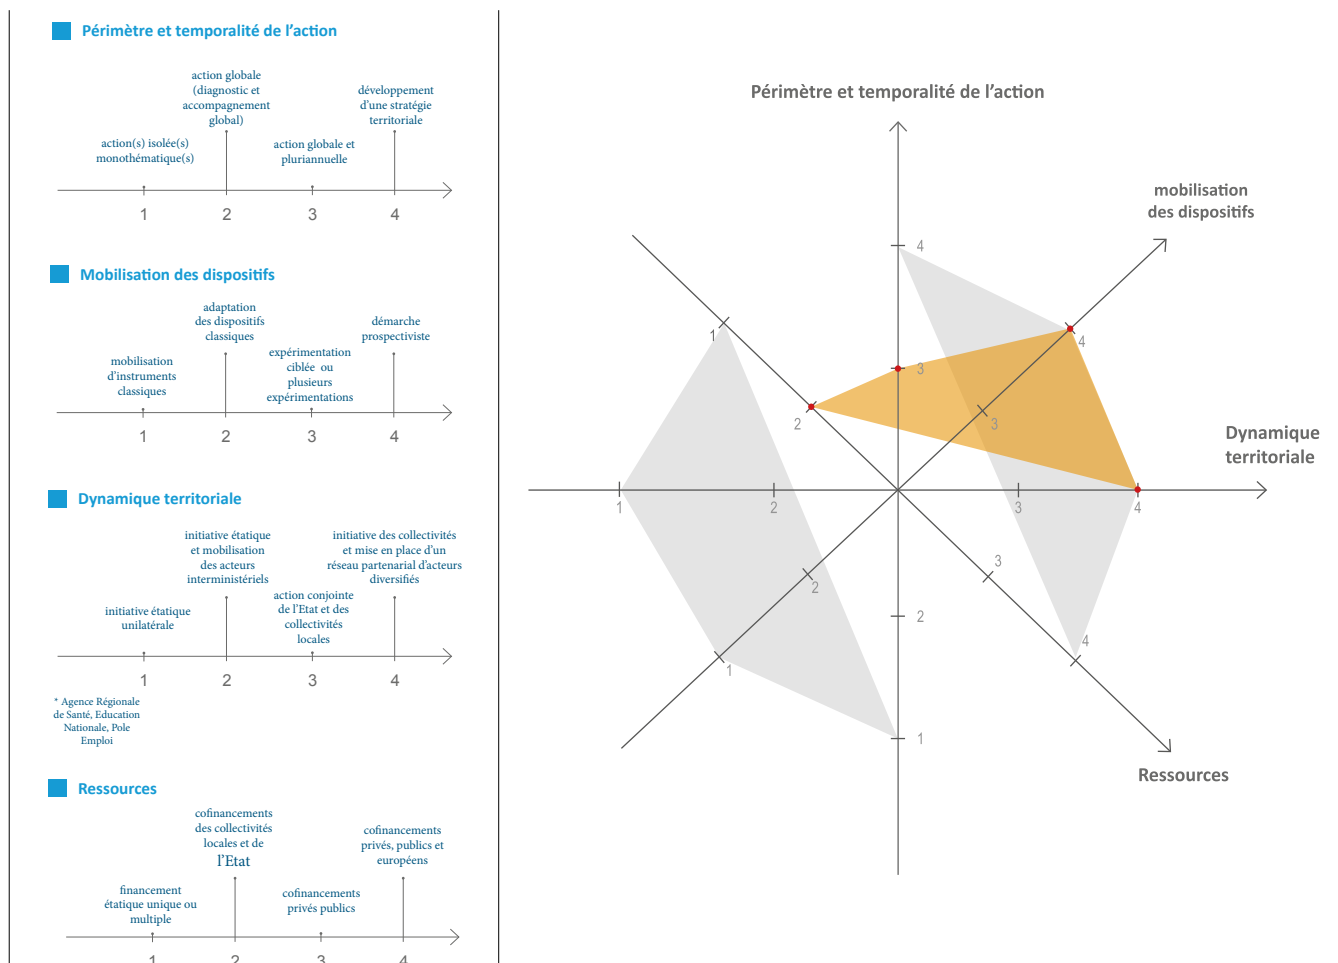 Périmètre et temporalité de l'action
action globale
(diagnostic et
accompagnement
global)
développement
d'une stratégie
territoriale
action(s) isolée(s)
monothématique(s)
action globale et
pluriannuelle
1 2 3 4
Mobilisation des dispositifs
adaptation
des dispositifs
classiques
démarche
prospectiviste
mobilisation
d'instruments
classiques
expérimentation
ciblée ou
plusieurs
expérimentations
1 2 3 4
Dynamique territoriale
initiative étatique
et mobilisation
des acteurs
interministériels
initiative des collectivités
et mise en place d'un
réseau partenarial d'acteurs
diversifiés
initiative étatique
unilatérale
action conjointe
de l'Etat et des
collectivités
locales
1 2 3 4
* Agence Régionale
de Santé, Education
Nationale, Pole
Emploi
Ressources
cofinancements
des collectivités
locales et de
l'Etat
cofinancements
privés, publics et
européens
financement
étatique unique ou
multiple
cofinancements
privés publics
1 2 3 4
Périmètre et temporalité de l'action
mobilisation
des dispositifs
4
1
4
3
2
3
Dynamique
territoriale
1
2
3
4
3
2
2
4
1
1
Ressources